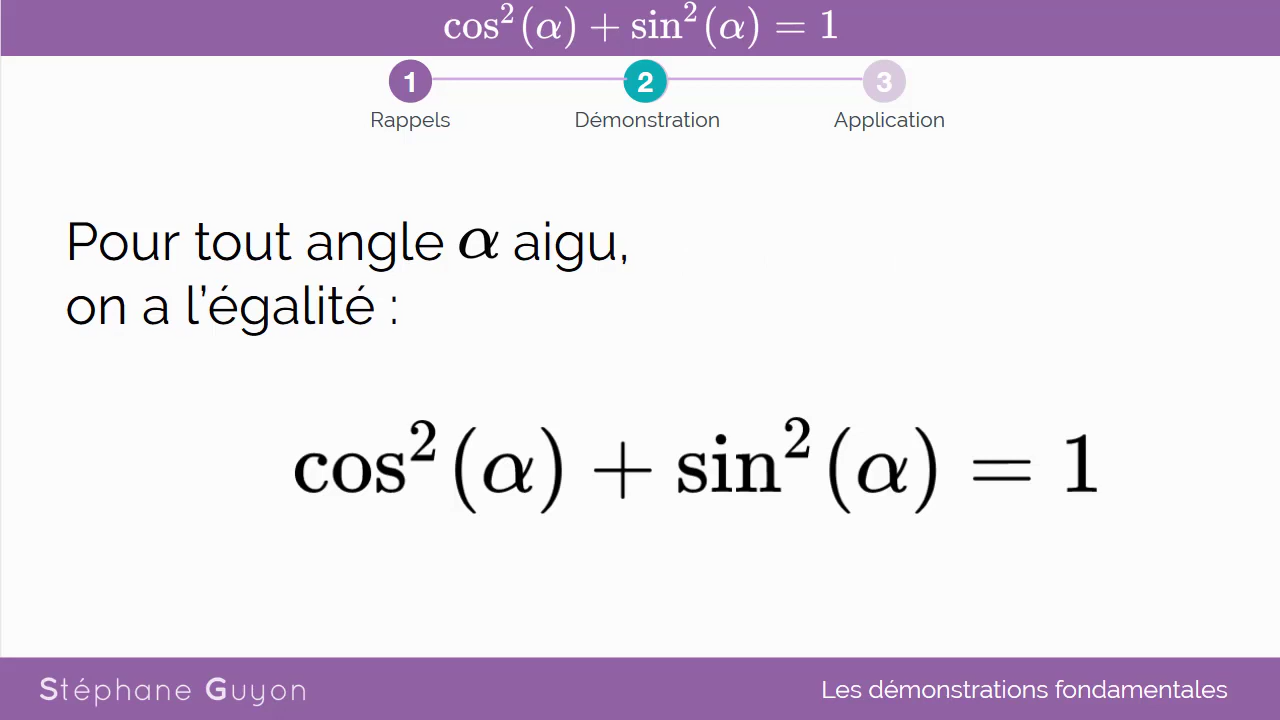 cos²(α) + sin²(α) = 1
1 2 3
Rappels Démonstration Application
Pour tout angle α aigu,
on a l’égalité :
cos²(α) + sin²(α) = 1
Stéphane Guyon Les démonstrations fondamentales